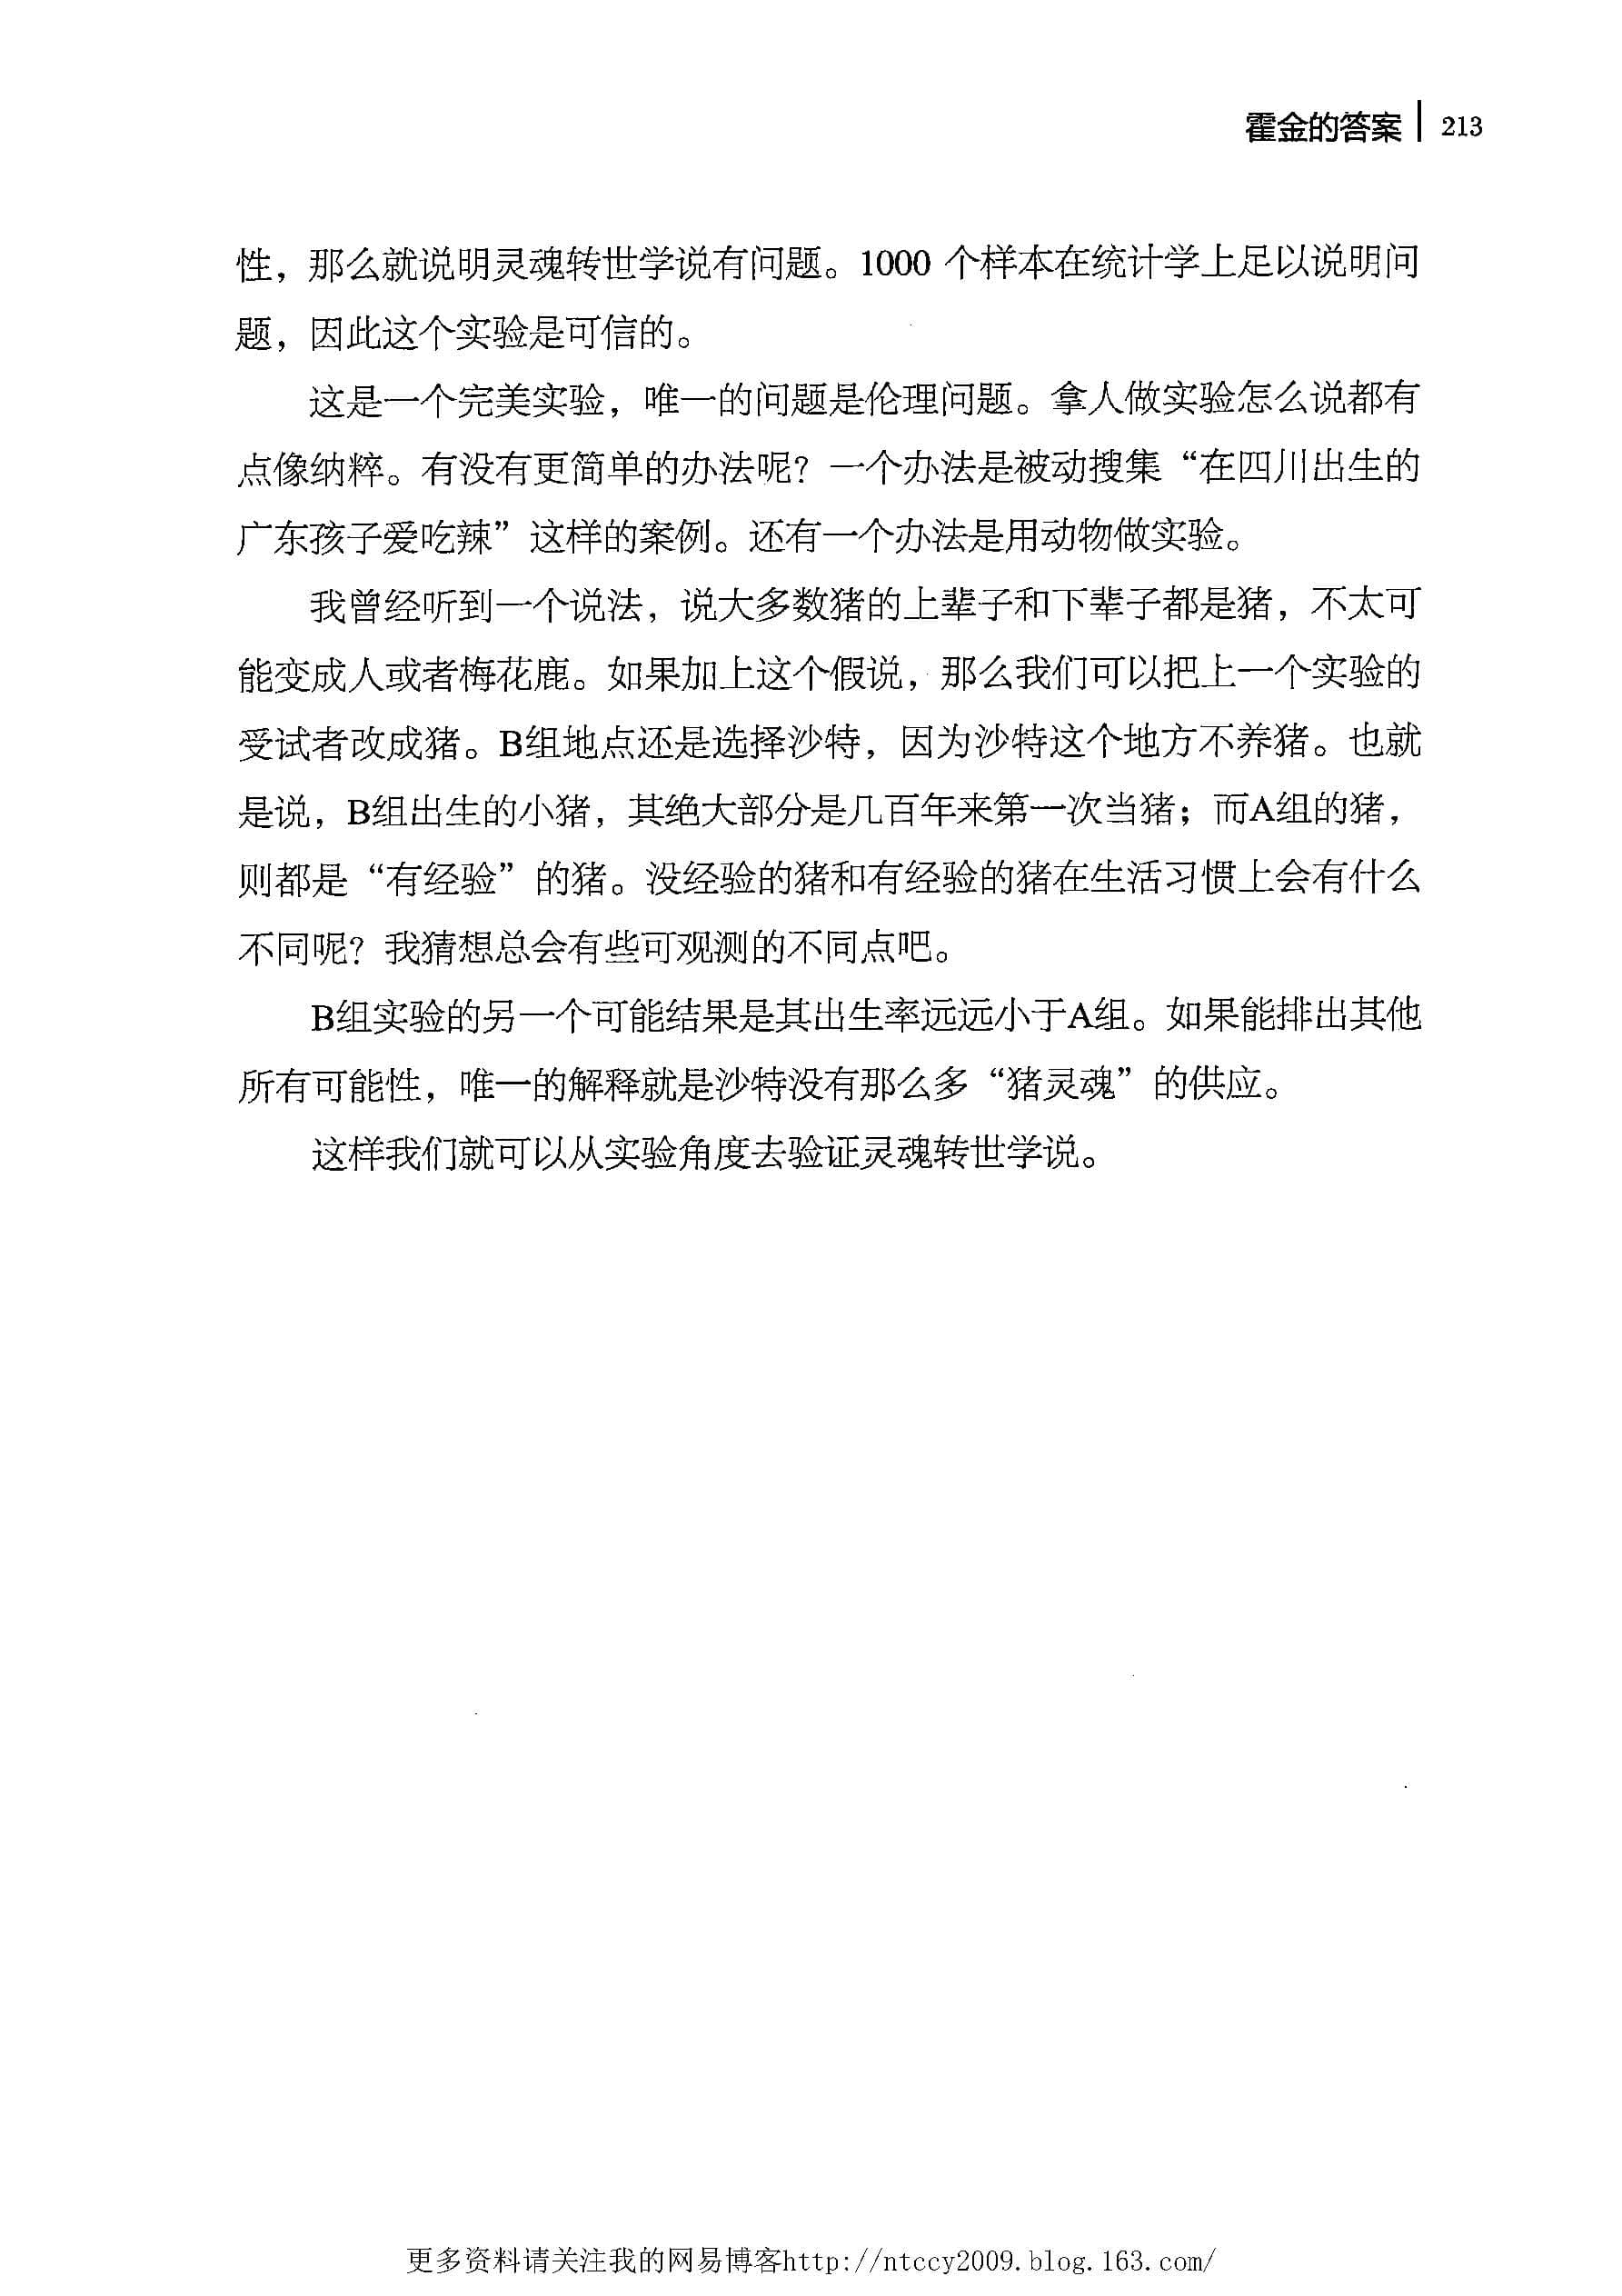 霍金的答案 213
性，那么就说明灵魂转世学说有问题。1000 个样本在统计学上足以说明问
题，因此这个实验是可信的。
这是一个完美实验，唯一的问题是伦理问题。拿人做实验怎么说都有
点像纳粹。有没有更简单的办法呢？一个办法是被动搜集“在四川出生的
广东孩子爱吃辣”这样的案例。还有一个办法是用动物做实验。
我曾经听到一个说法，说大多数猪的上辈子和下辈子都是猪，不太可
能变成人或者梅花鹿。如果加上这个假说，那么我们可以把上一个实验的
受试者改成猪。B组地点还是选择沙特，因为沙特这个地方不养猪。也就
是说，B组出生的小猪，其绝大部分是几百年来第一次当猪；而A组的猪，
则都是“有经验”的猪。没经验的猪和有经验的猪在生活习惯上会有什么
不同呢？我猜想总会有些可观测的不同点吧。
B组实验的另一个可能结果是其出生率远远小于A组。如果能排出其他
所有可能性，唯一的解释就是沙特没有那么多“猪灵魂”的供应。
这样我们就可以从实验角度去验证灵魂转世学说。
更多资料请关注我的网易博客http://ntccy2009.blog.163.com/